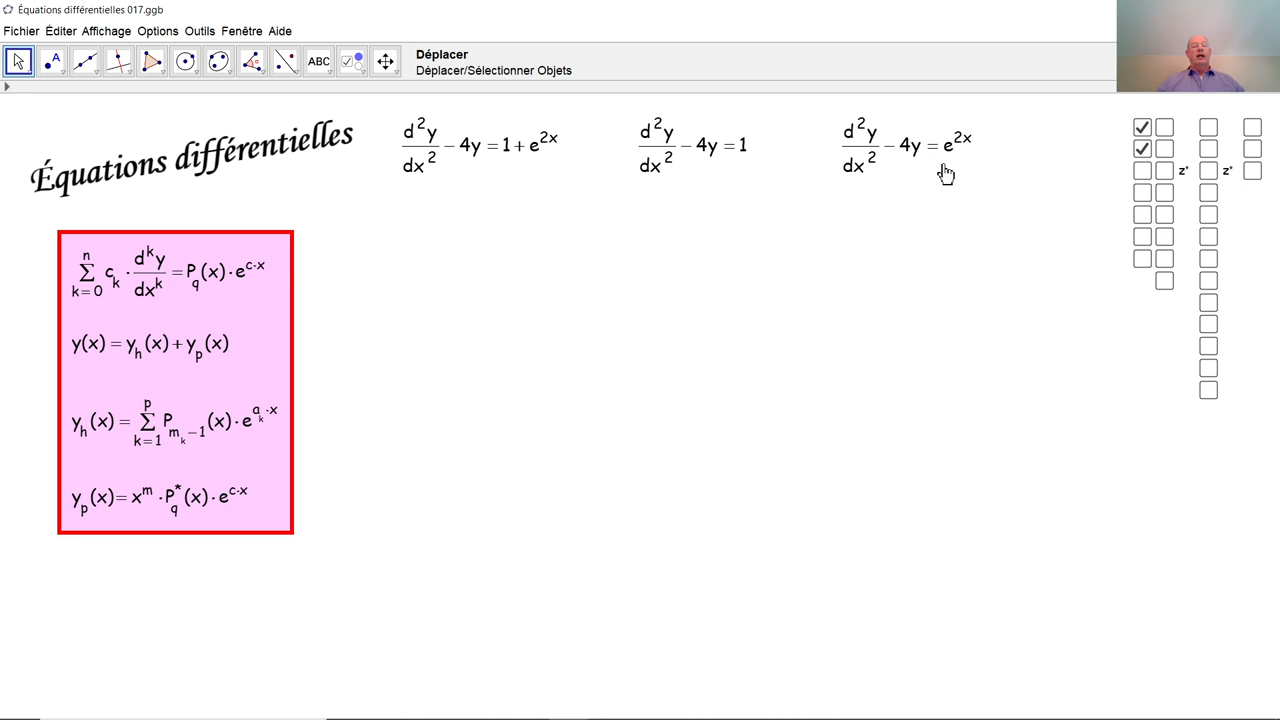 Équations différentielles 017.ggb
Fichier Éditer Affichage Options Outils Fenêtre Aide
A
ABC
Déplacer
Déplacer/Sélectionner Objets
Équations différentielles
d²y/dx² − 4y = 1 + e^(2x)
d²y/dx² − 4y = 1
d²y/dx² − 4y = e^(2x)
∑_(k=0)^n c_k · d^k y/dx^k = P_q(x) · e^(c·x)
y(x) = y_h(x) + y_p(x)
y_h(x) = ∑_(k=1)^p P_(m_k−1)(x) · e^(a_k·x)
y_p(x) = x^m · P*_q(x) · e^(c·x)
z* z*